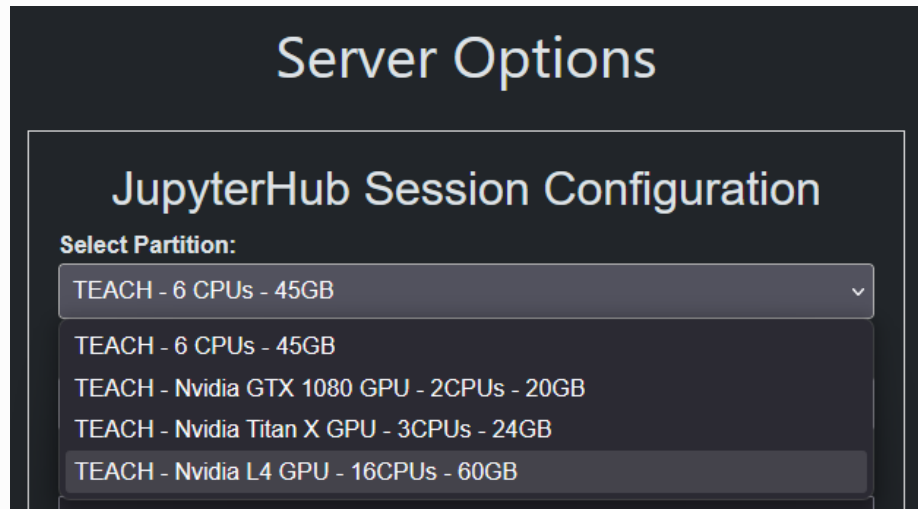 Server Options
JupyterHub Session Configuration
Select Partition:
TEACH - 6 CPUs - 45GB
TEACH - 6 CPUs - 45GB
TEACH - Nvidia GTX 1080 GPU - 2CPUs - 20GB
TEACH - Nvidia Titan X GPU - 3CPUs - 24GB
TEACH - Nvidia L4 GPU - 16CPUs - 60GB